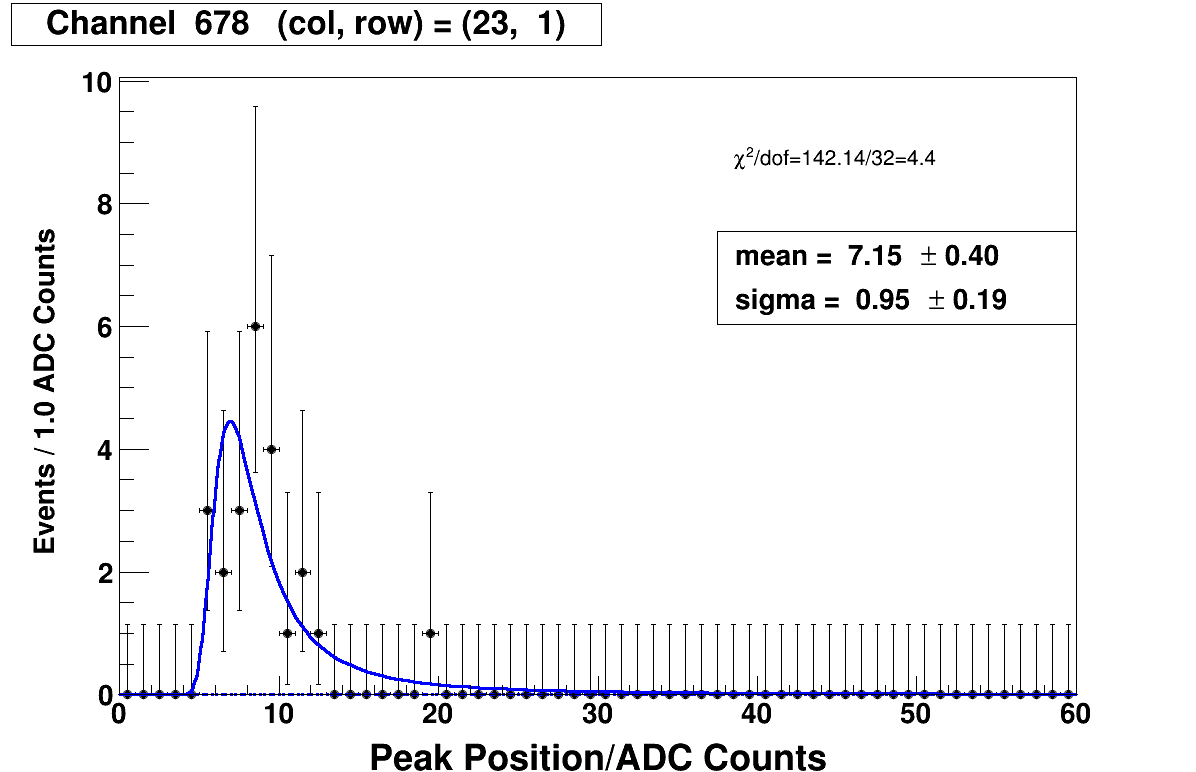 Channel 678 (col, row) = (23, 1)
10
8
6
4
2
0
Events / 1.0 ADC Counts
χ²/dof=142.14/32=4.4
mean = 7.15 ± 0.40
sigma = 0.95 ± 0.19
0 10 20 30 40 50 60
Peak Position/ADC Counts